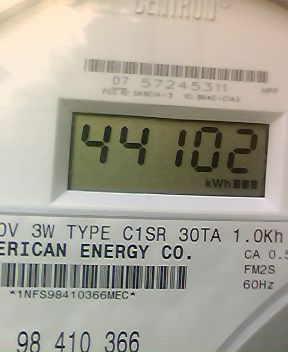 CENTRON
07 57245311
44102
kWh
0V 3W TYPE C1SR 30TA 1.0Kh
ERICAN ENERGY CO.
CA 0.5
FM2S
60Hz
*1NFS98410366MEC*
98 410 366